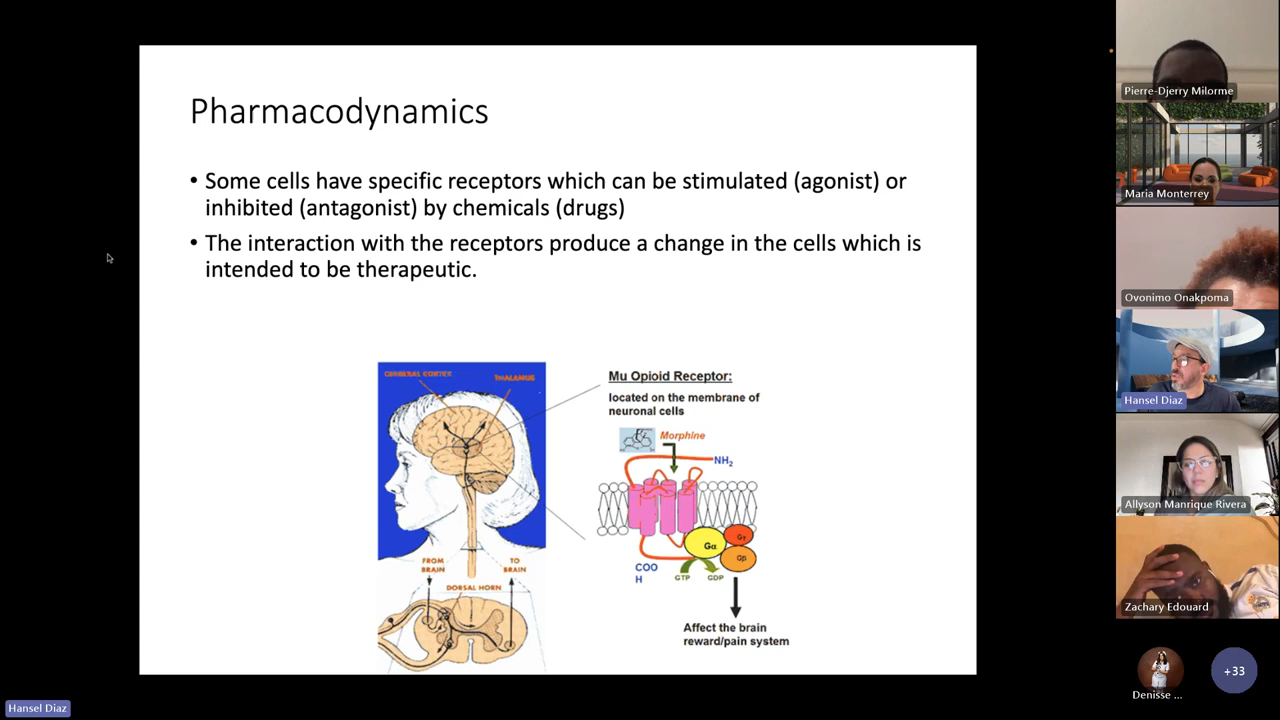 Pharmacodynamics
• Some cells have specific receptors which can be stimulated (agonist) or
inhibited (antagonist) by chemicals (drugs)
• The interaction with the receptors produce a change in the cells which is
intended to be therapeutic.
CEREBRAL CORTEX
THALAMUS
FROM
BRAIN
TO
BRAIN
DORSAL HORN
Mu Opioid Receptor:
located on the membrane of
neuronal cells
Morphine
NH2
Gα
Gγ
Gβ
COO
H
GTP
GDP
Affect the brain
reward/pain system
Pierre-Djerry Milorme
Maria Monterrey
Ovonimo Onakpoma
Hansel Diaz
Allyson Manrique Rivera
Zachary Edouard
Denisse ...
+33
Hansel Diaz